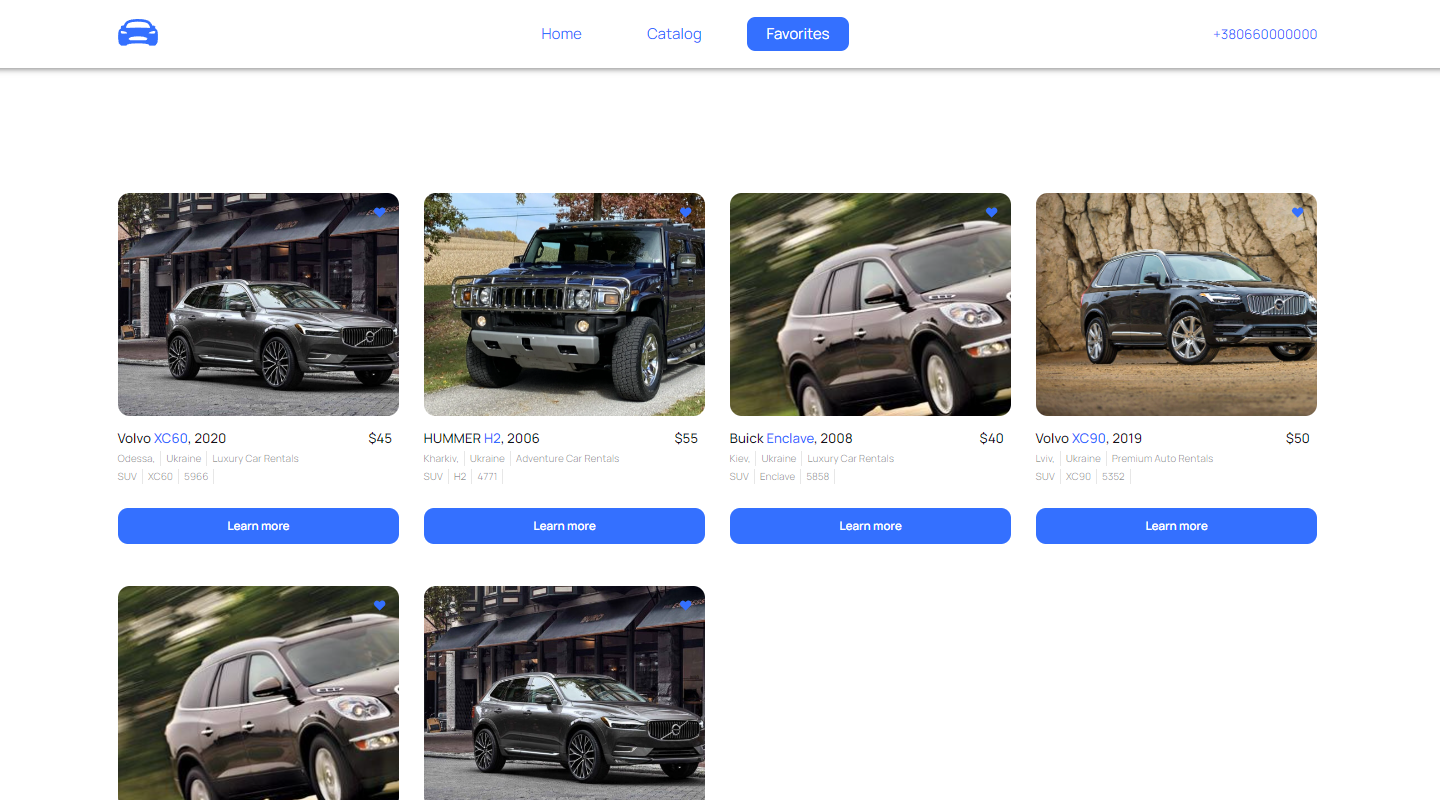 Home Catalog Favorites +380660000000
Volvo XC60, 2020 $45
Odessa, Ukraine Luxury Car Rentals
SUV XC60 5966
Learn more
HUMMER H2, 2006 $55
Kharkiv, Ukraine Adventure Car Rentals
SUV H2 4771
Learn more
Buick Enclave, 2008 $40
Kiev, Ukraine Luxury Car Rentals
SUV Enclave 5858
Learn more
Volvo XC90, 2019 $50
Lviv, Ukraine Premium Auto Rentals
SUV XC90 5352
Learn more